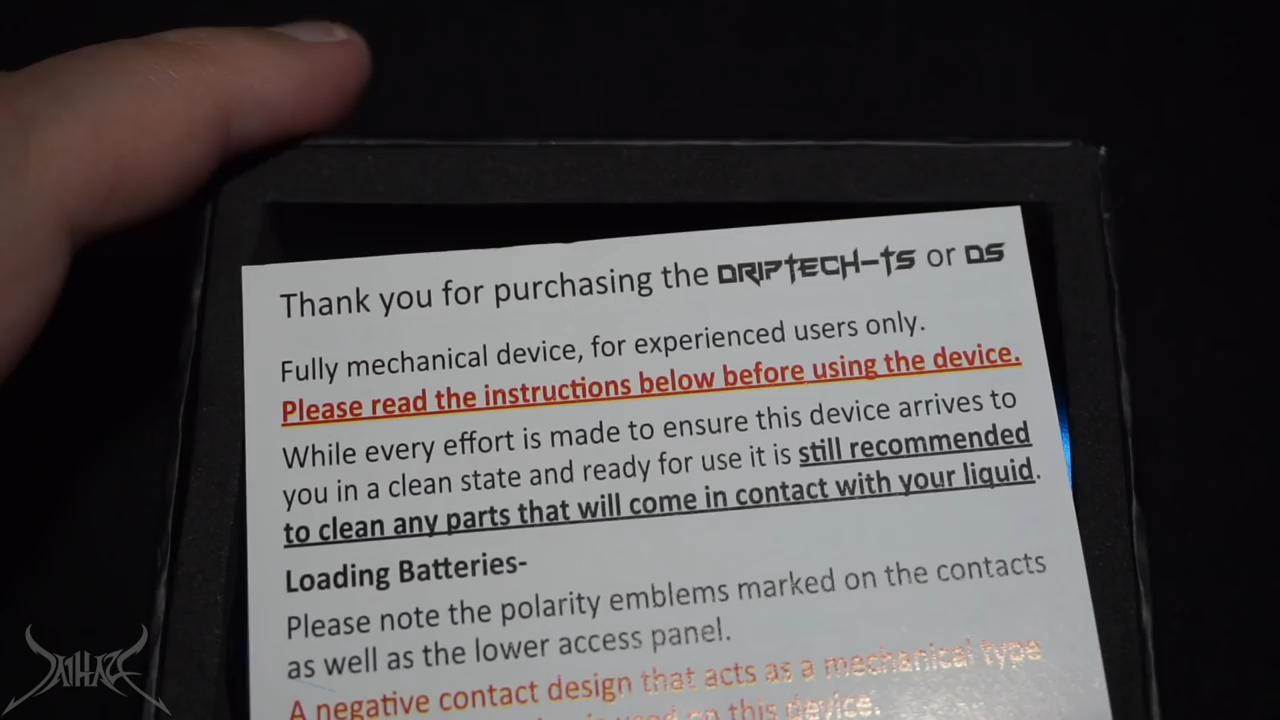 Thank you for purchasing the DRIPTECH-TS or DS
Fully mechanical device, for experienced users only.
Please read the instructions below before using the device.
While every effort is made to ensure this device arrives to
you in a clean state and ready for use it is still recommended
to clean any parts that will come in contact with your liquid.
Loading Batteries-
Please note the polarity emblems marked on the contacts
as well as the lower access panel.
A negative contact design that acts as a mechanical type
is used on this device.
DAIHAZE